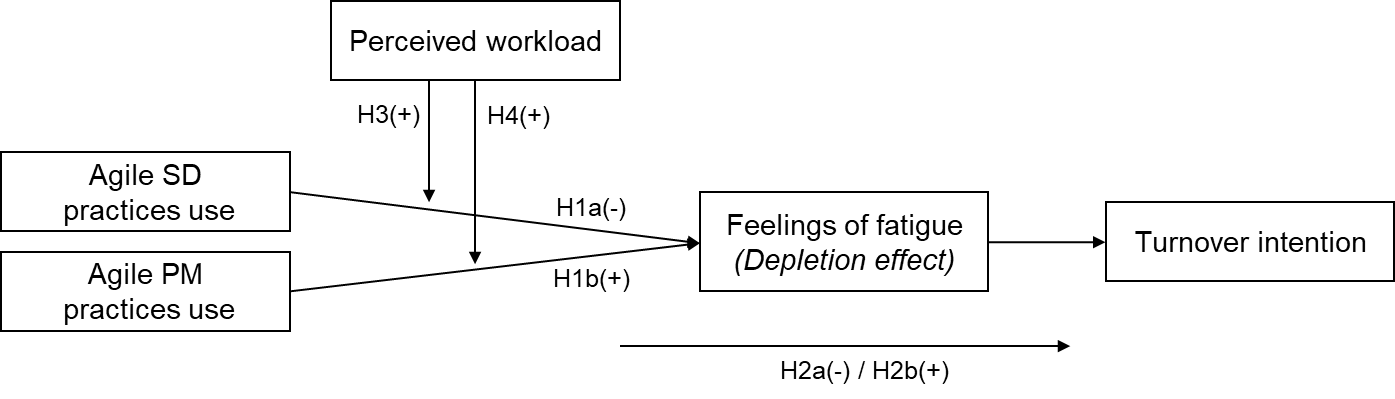 Perceived workload
H3(+)
H4(+)
Agile SD
practices use
H1a(-)
Feelings of fatigue
(Depletion effect)
Turnover intention
Agile PM
practices use
H1b(+)
H2a(-) / H2b(+)